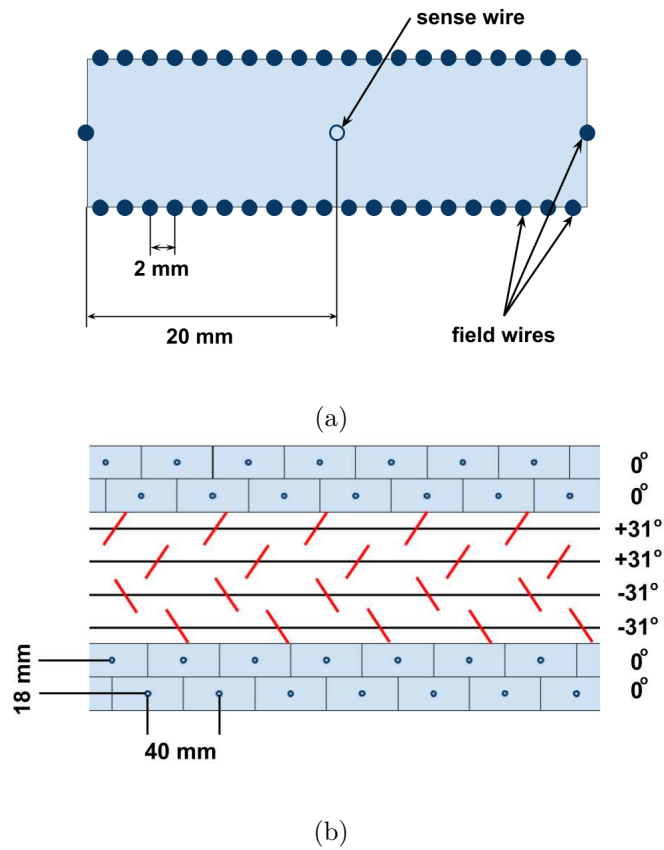 sense wire
2 mm
20 mm
field wires
(a)
0°
0°
+31°
+31°
-31°
-31°
0°
0°
18 mm
40 mm
(b)